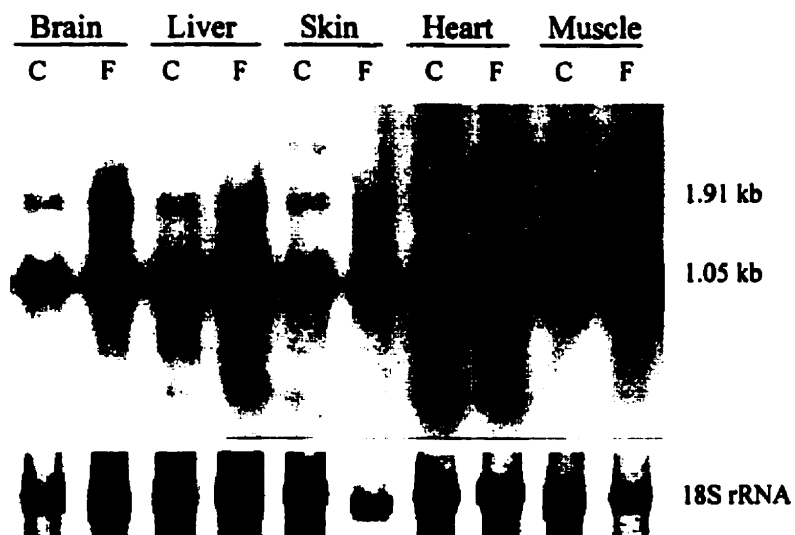 Brain Liver Skin Heart Muscle
C F C F C F C F C F
1.91 kb
1.05 kb
18S rRNA